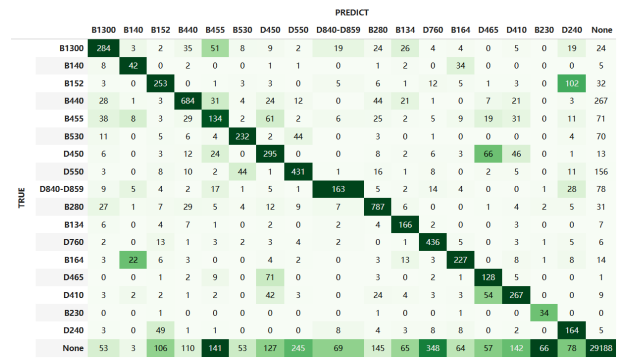 PREDICT
B1300 B140 B152 B440 B455 B530 D450 D550 D840-D859 B280 B134 D760 B164 D465 D410 B230 D240 None
B1300 284 3 2 35 51 8 9 2 19 24 26 4 4 0 5 0 19 24
B140 8 42 0 2 0 0 1 1 0 1 2 0 34 0 0 0 0 5
B152 3 0 253 0 1 3 3 0 5 6 1 12 5 1 3 0 102 32
B440 28 1 3 684 31 4 24 12 0 44 21 1 0 7 21 0 3 267
B455 38 8 3 29 134 2 61 2 6 25 2 5 9 19 31 0 11 71
B530 11 0 5 6 8 232 2 44 0 3 0 1 0 0 0 0 4 70
D450 6 0 3 12 24 0 295 0 0 8 2 6 3 66 46 0 1 13
D550 3 0 8 10 2 44 1 431 1 16 1 8 0 2 5 0 11 156
D840-D859 9 5 4 2 17 1 5 1 163 5 2 14 4 0 0 0 28 78
B280 27 1 7 29 5 4 12 9 7 787 6 0 0 1 4 2 5 31
B134 6 0 4 7 1 0 2 0 2 4 166 2 0 0 3 0 0 7
D760 2 0 13 1 3 2 3 4 2 0 1 436 5 0 3 1 5 6
B164 3 22 6 3 0 0 4 2 0 3 13 3 227 0 8 1 8 14
D465 0 0 1 2 9 0 71 0 0 3 0 2 1 128 5 0 0 1
D410 3 2 2 1 2 0 42 3 0 24 4 3 3 54 267 0 0 9
B230 0 0 0 0 0 0 0 0 0 1 0 0 1 0 0 34 0 0
D240 3 0 49 1 1 0 0 0 8 4 3 8 8 0 2 0 164 5
None 53 3 106 110 141 53 127 245 69 145 65 348 64 57 142 66 78 29188
TRUE